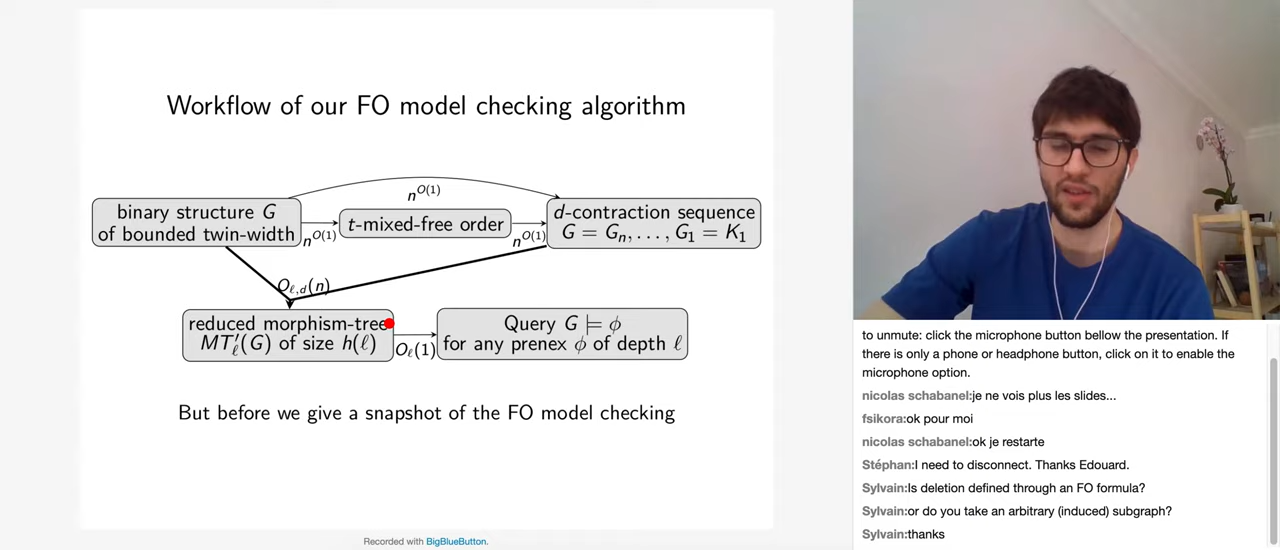 Workflow of our FO model checking algorithm
n^{O(1)}
binary structure G
of bounded twin-width
n^{O(1)}
t-mixed-free order
n^{O(1)}
d-contraction sequence
G = G_n, . . . , G_1 = K_1
O_{ℓ,d}(n)
reduced morphism-tree
MT′_ℓ(G) of size h(ℓ)
O_ℓ(1)
Query G ⊨ ϕ
for any prenex ϕ of depth ℓ
But before we give a snapshot of the FO model checking
Recorded with BigBlueButton.
to unmute: click the microphone button bellow the presentation. If
there is only a phone or headphone button, click on it to enable the
microphone option.
nicolas schabanel:je ne vois plus les slides...
fsikora:ok pour moi
nicolas schabanel:ok je restarte
Stéphan:I need to disconnect. Thanks Edouard.
Sylvain:Is deletion defined through an FO formula?
Sylvain:or do you take an arbitrary (induced) subgraph?
Sylvain:thanks